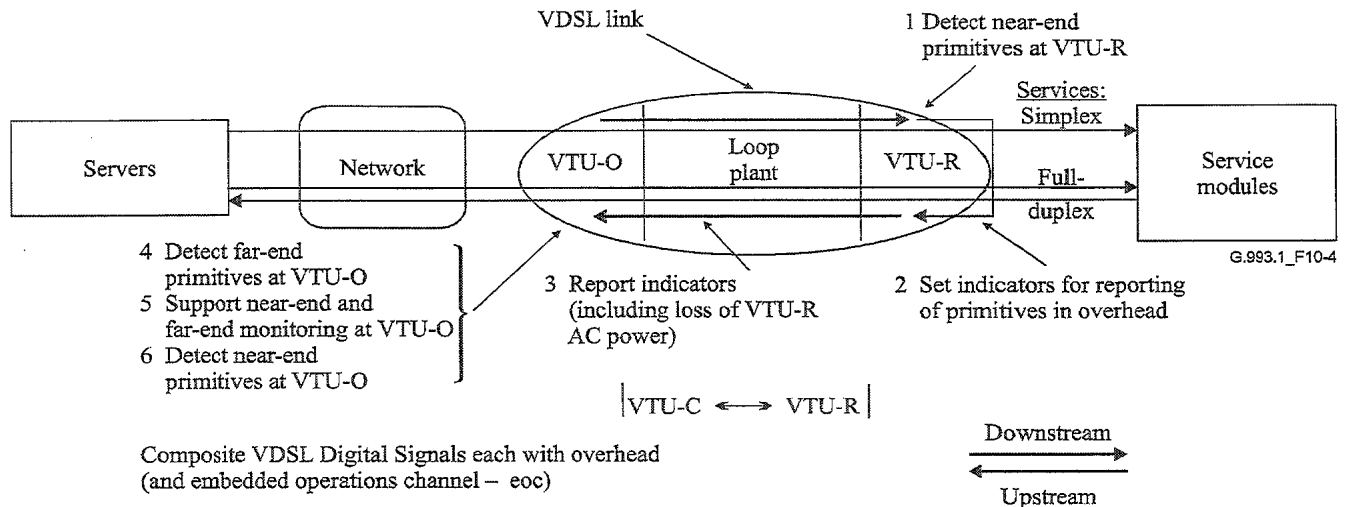 VDSL link
1 Detect near-end
primitives at VTU-R
Services:
Simplex
Servers
Network
VTU-O
Loop
plant
VTU-R
Full-
duplex
Service
modules
G.993.1_F10-4
4 Detect far-end
primitives at VTU-O
5 Support near-end and
far-end monitoring at VTU-O
6 Detect near-end
primitives at VTU-O
3 Report indicators
(including loss of VTU-R
AC power)
2 Set indicators for reporting
of primitives in overhead
VTU-C VTU-R
Composite VDSL Digital Signals each with overhead
(and embedded operations channel – eoc)
Downstream
Upstream